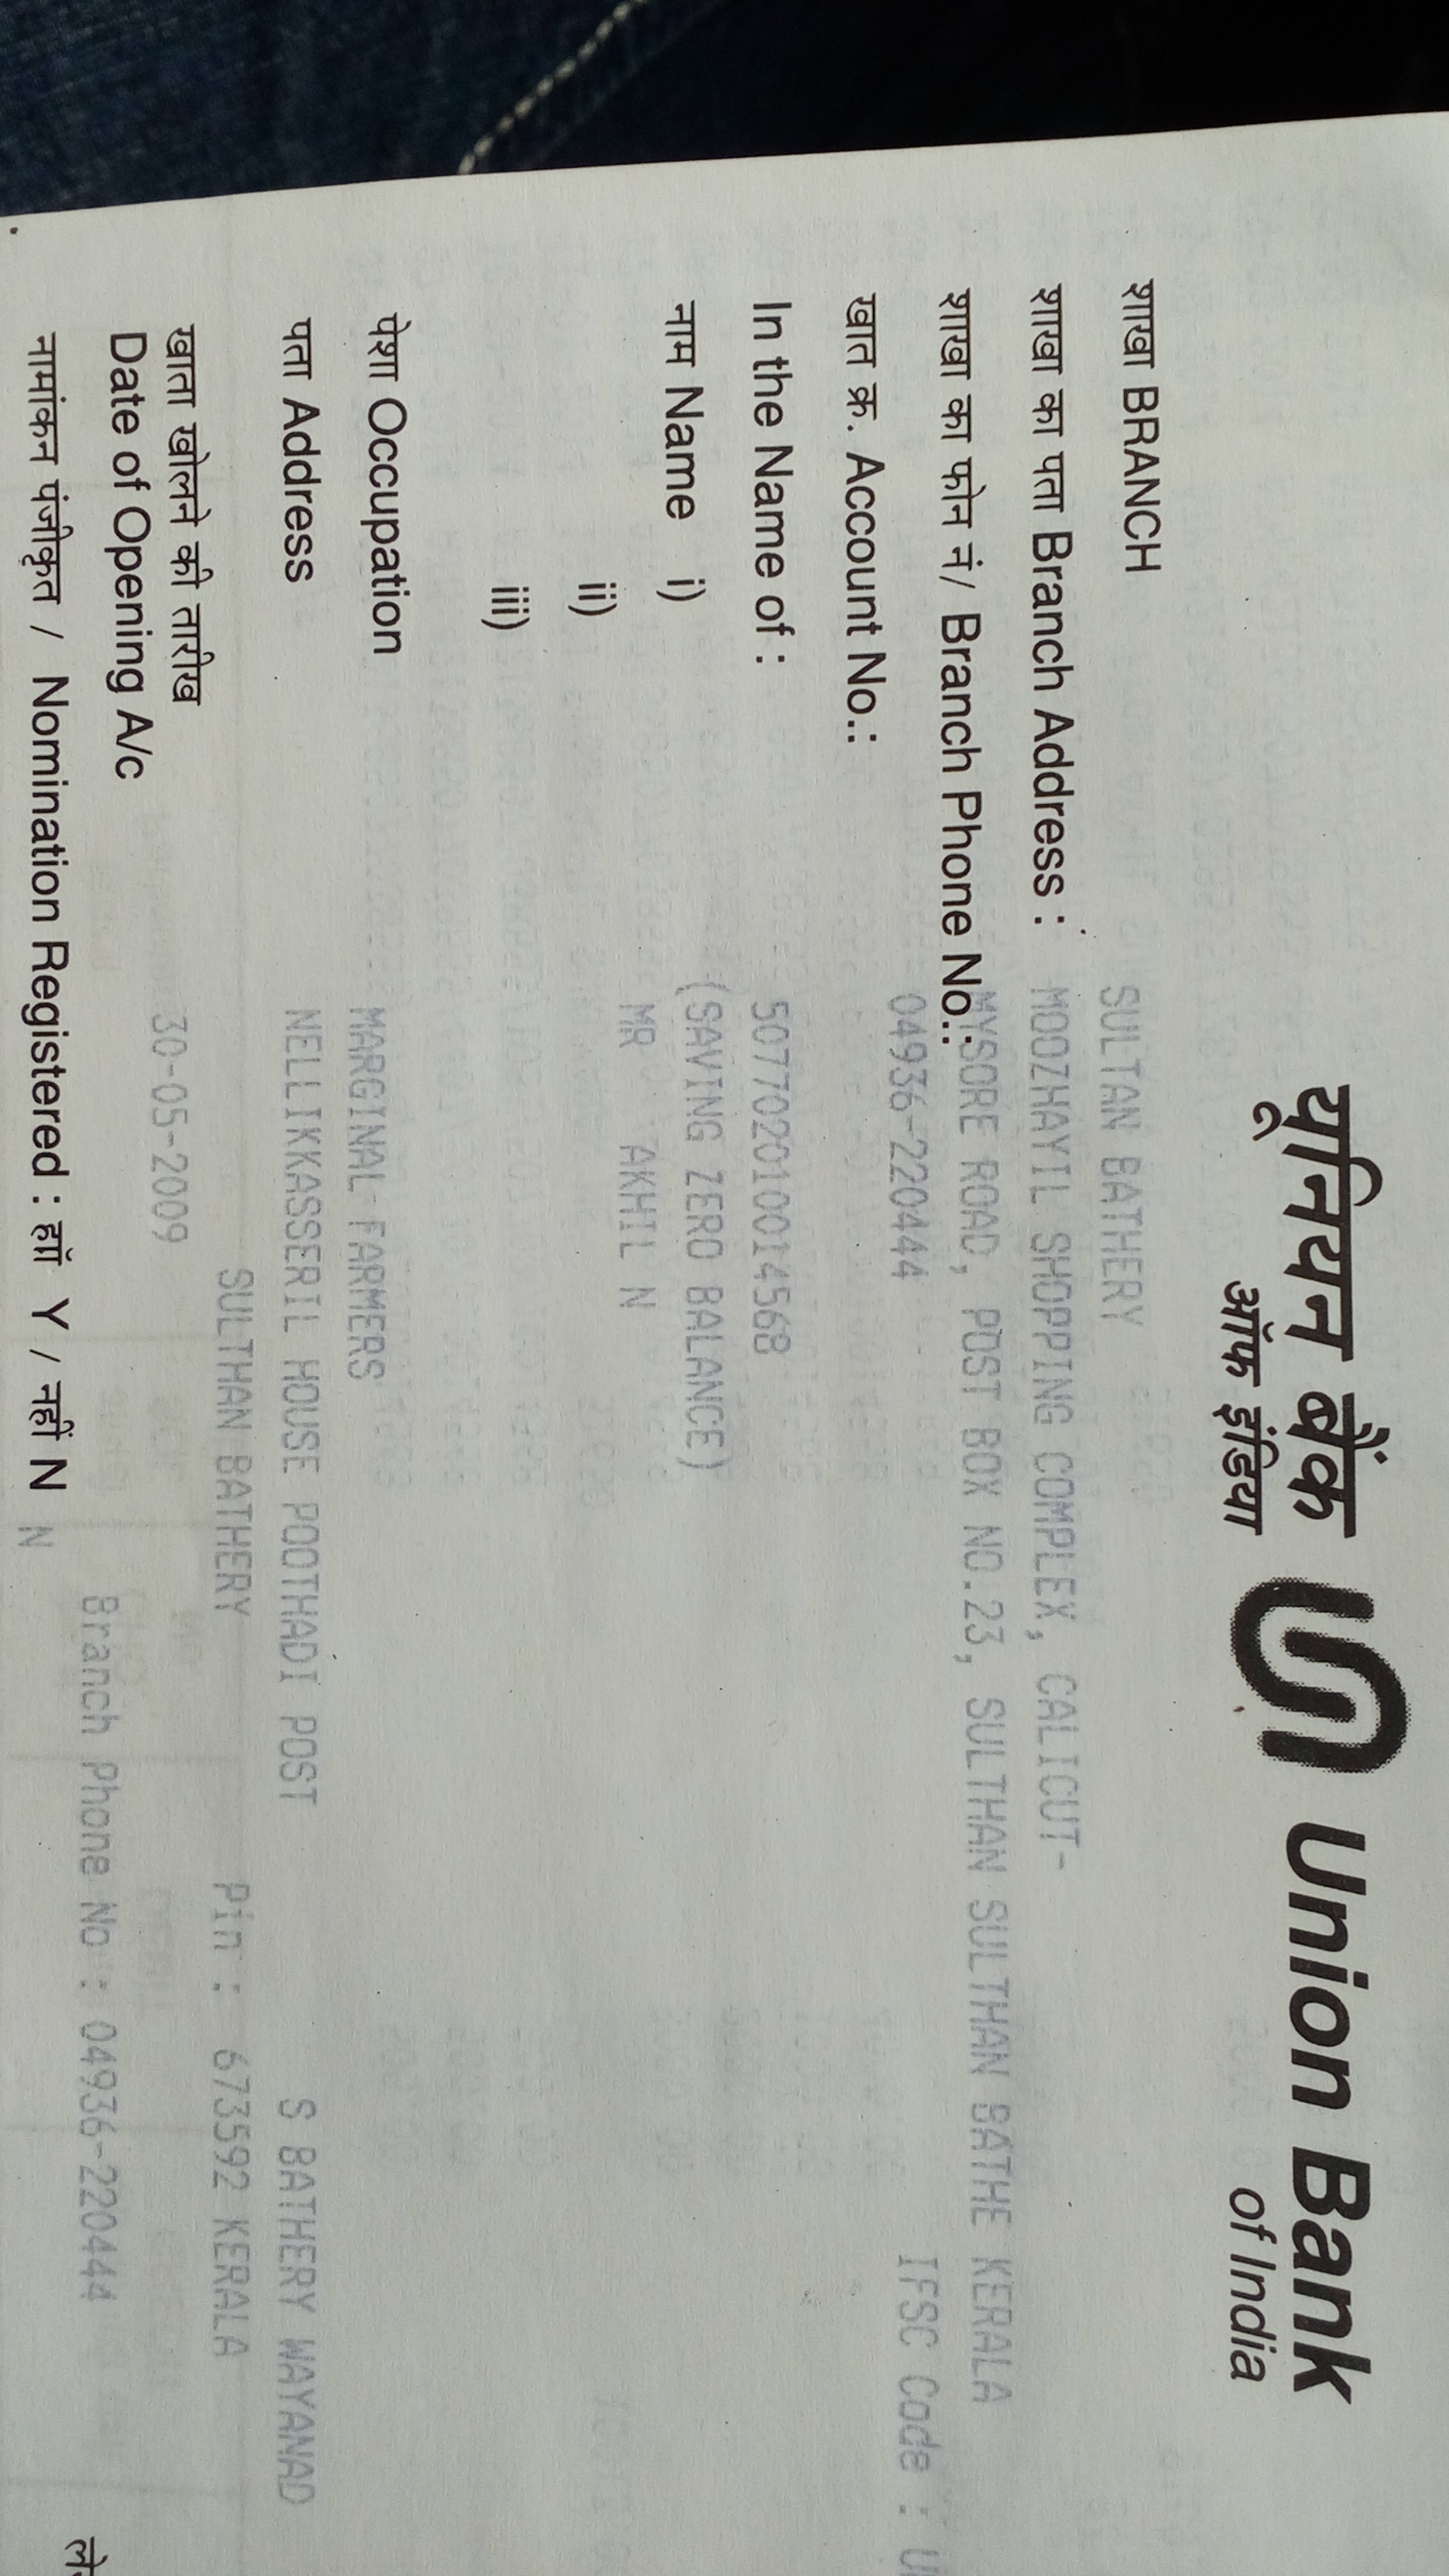 यूनियन बैंक Union Bank
ऑफ इंडिया of India
शाखा BRANCH SULTAN BATHERY
शाखा का पता Branch Address : MOOZHAYIL SHOPPING COMPLEX, CALICUT-
शाखा का फोन नं/ Branch Phone No.: MYSORE ROAD, POST BOX NO.23, SULTHAN SULTHAN BATHE KERALA
04936-220444 IFSC Code :
खात क्र. Account No.:
In the Name of : 507702010014568
(SAVING ZERO BALANCE)
नाम Name i) MR AKHIL N
ii)
iii)
पेशा Occupation MARGINAL FARMERS
पता Address NELLIKKASSERIL HOUSE POOTHADI POST S BATHERY WAYANAD
SULTHAN BATHERY Pin : 673592 KERALA
खाता खोलने की तारीख 30-05-2009
Date of Opening A/c Branch Phone No : 04936-220444
नामांकन पंजीकृत / Nomination Registered : हाँ Y / नहीं N N